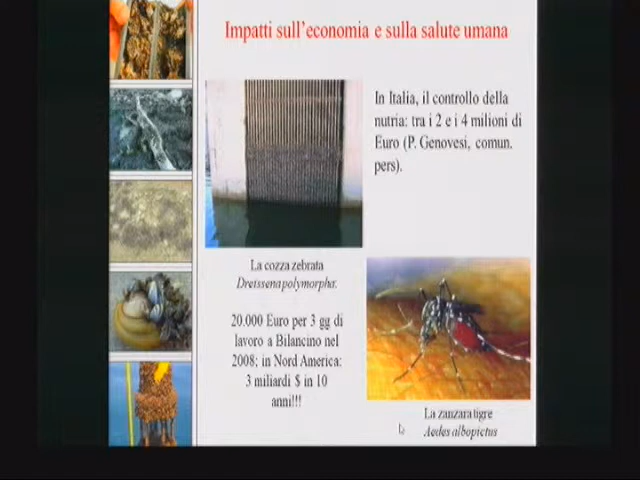 Impatti sull'economia e sulla salute umana
In Italia, il controllo della
nutria: tra i 2 e i 4 milioni di
Euro (P. Genovesi, comun.
pers).
La cozza zebrata
Dreissena polymorpha.
20.000 Euro per 3 gg di
lavoro a Bilancino nel
2008; in Nord America:
3 miliardi $ in 10
anni!!!
La zanzara tigre
Aedes albopictus